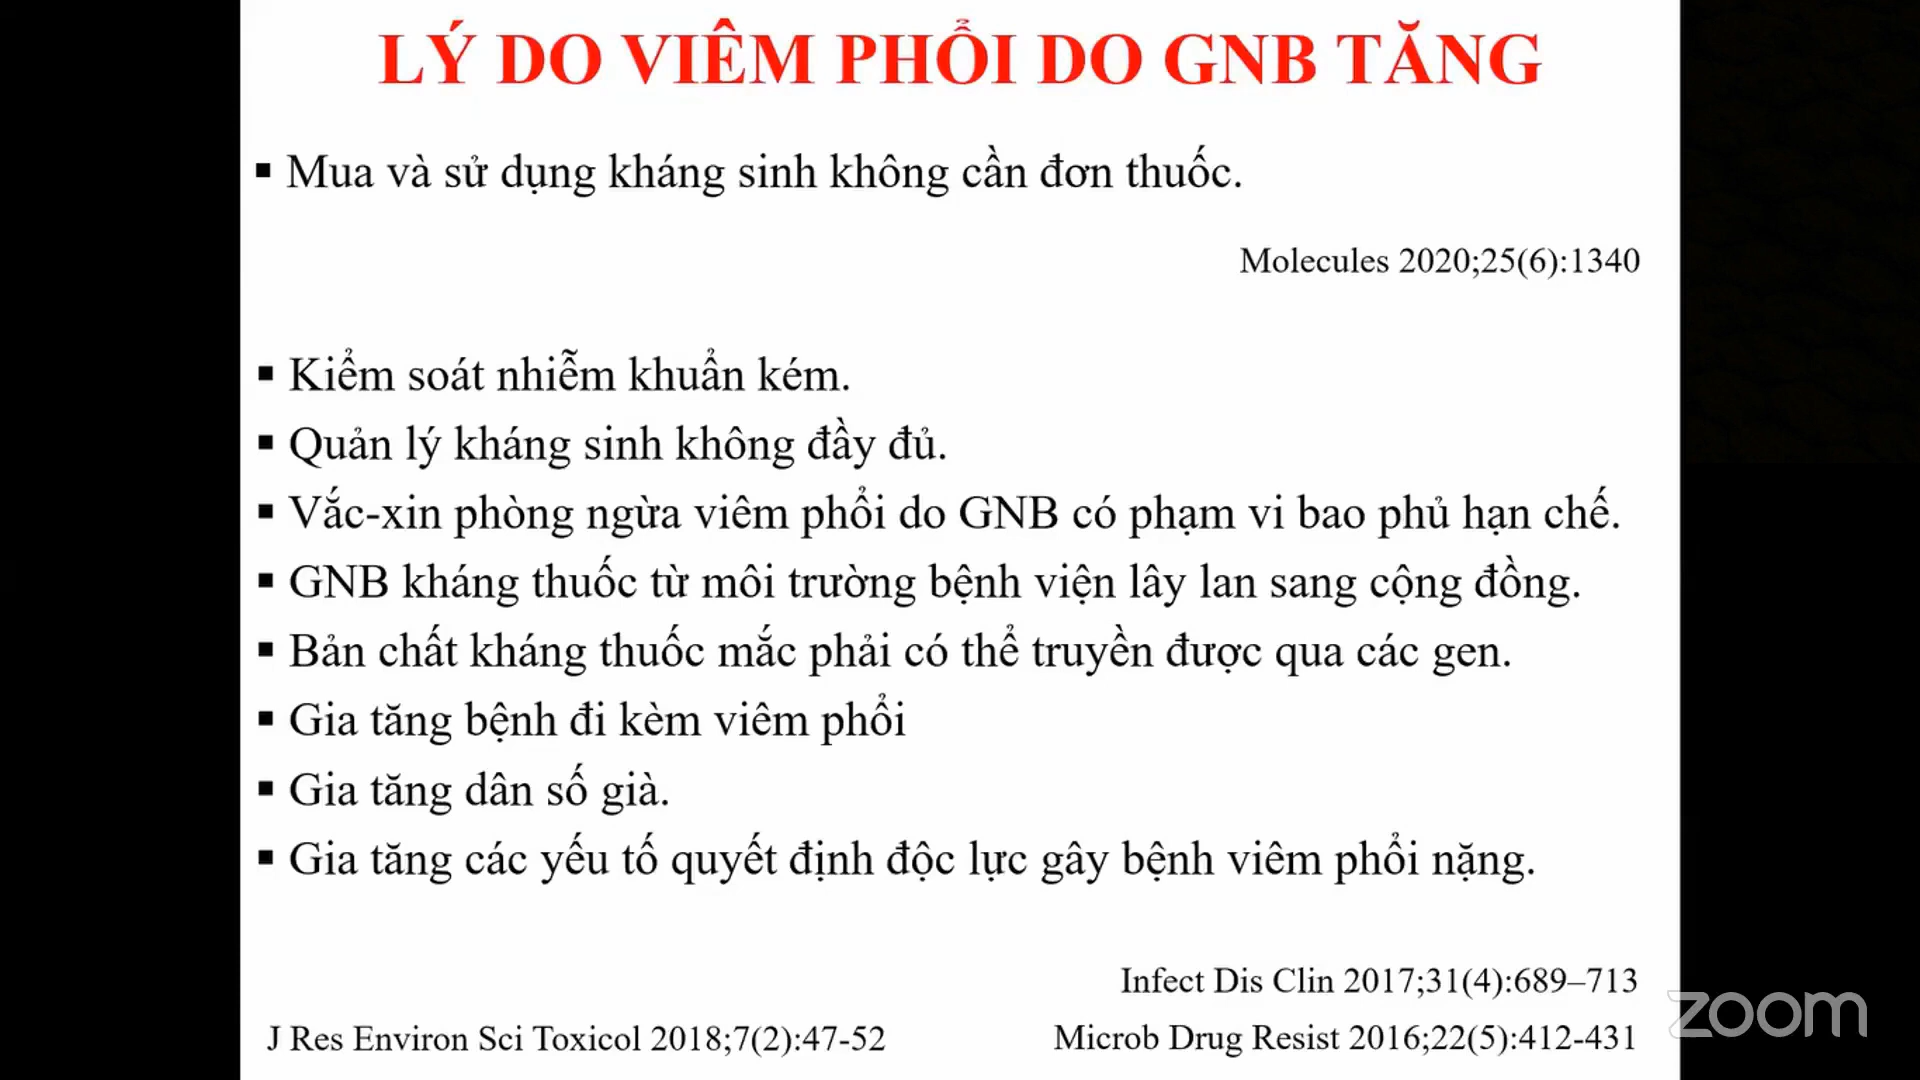 LÝ DO VIÊM PHỔI DO GNB TĂNG
▪ Mua và sử dụng kháng sinh không cần đơn thuốc.
Molecules 2020;25(6):1340
▪ Kiểm soát nhiễm khuẩn kém.
▪ Quản lý kháng sinh không đầy đủ.
▪ Vắc-xin phòng ngừa viêm phổi do GNB có phạm vi bao phủ hạn chế.
▪ GNB kháng thuốc từ môi trường bệnh viện lây lan sang cộng đồng.
▪ Bản chất kháng thuốc mắc phải có thể truyền được qua các gen.
▪ Gia tăng bệnh đi kèm viêm phổi
▪ Gia tăng dân số già.
▪ Gia tăng các yếu tố quyết định độc lực gây bệnh viêm phổi nặng.
Infect Dis Clin 2017;31(4):689–713
J Res Environ Sci Toxicol 2018;7(2):47-52
Microb Drug Resist 2016;22(5):412-431
zoom